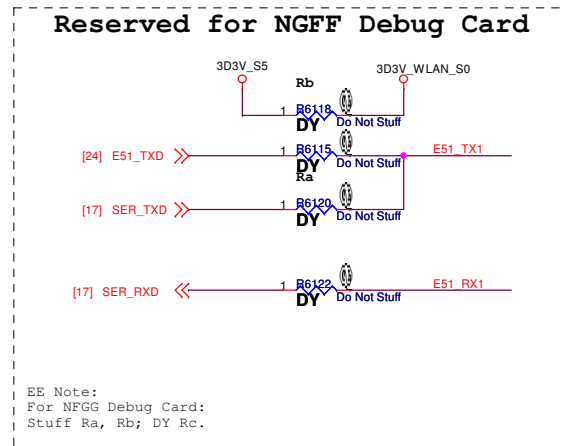 Reserved for NGFF Debug Card
3D3V_S5
3D3V_WLAN_S0
Rb
1 R6118
DY Do Not Stuff
[24] E51_TXD
1 R6115
E51_TX1
DY Do Not Stuff
Ra
[17] SER_TXD
1 R6120
DY Do Not Stuff
[17] SER_RXD
1 R6122
E51_RX1
DY Do Not Stuff
EE Note:
For NFGG Debug Card:
Stuff Ra, Rb; DY Rc.